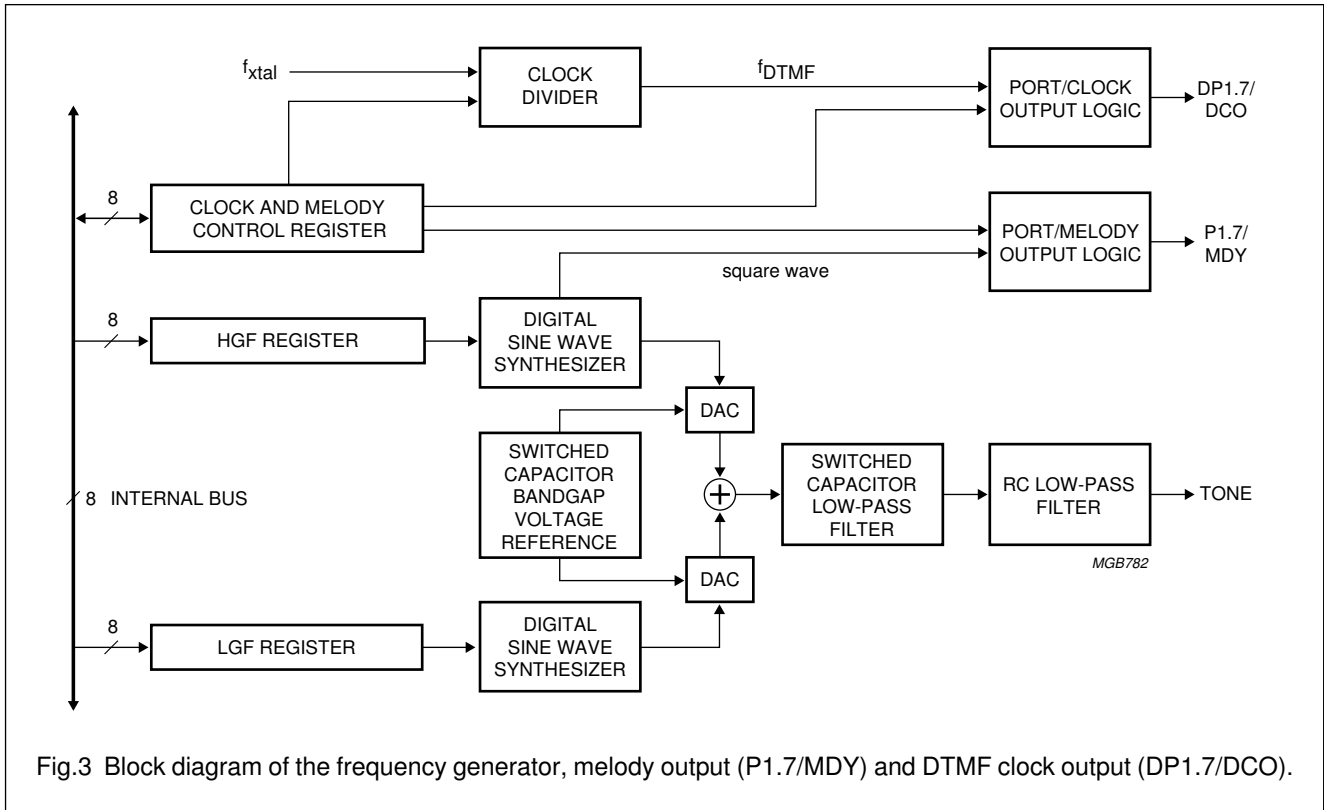 fxtal
CLOCK
DIVIDER
fDTMF
PORT/CLOCK
OUTPUT LOGIC
DP1.7/
DCO
8
CLOCK AND MELODY
CONTROL REGISTER
PORT/MELODY
OUTPUT LOGIC
P1.7/
MDY
square wave
8
HGF REGISTER
DIGITAL
SINE WAVE
SYNTHESIZER
DAC
SWITCHED
CAPACITOR
BANDGAP
VOLTAGE
REFERENCE
+
SWITCHED
CAPACITOR
LOW-PASS
FILTER
RC LOW-PASS
FILTER
TONE
8 INTERNAL BUS
MGB782
DAC
8
LGF REGISTER
DIGITAL
SINE WAVE
SYNTHESIZER
Fig.3 Block diagram of the frequency generator, melody output (P1.7/MDY) and DTMF clock output (DP1.7/DCO).